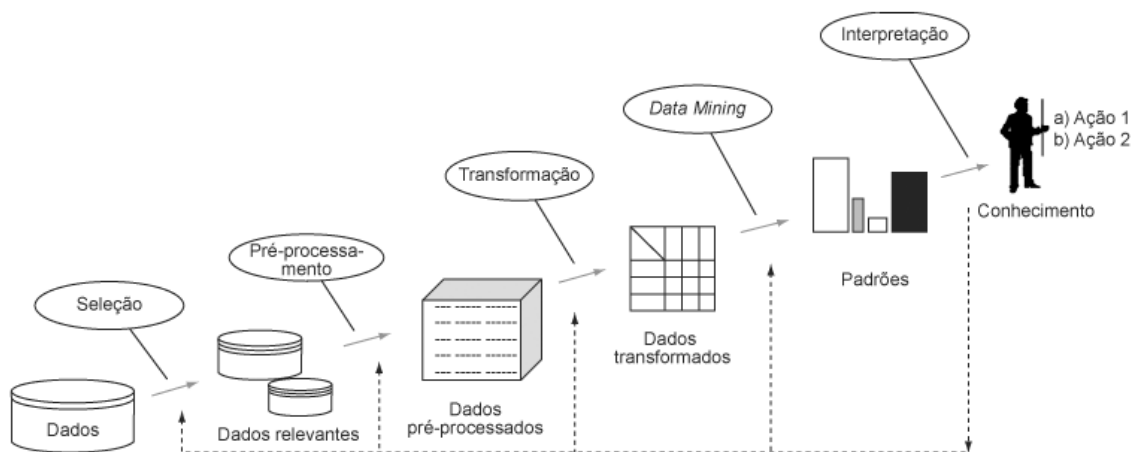 Interpretação
a) Ação 1
b) Ação 2
Conhecimento
Data Mining
Padrões
Transformação
Dados
transformados
Pré-processa-
mento
Dados
pré-processados
Seleção
Dados relevantes
Dados